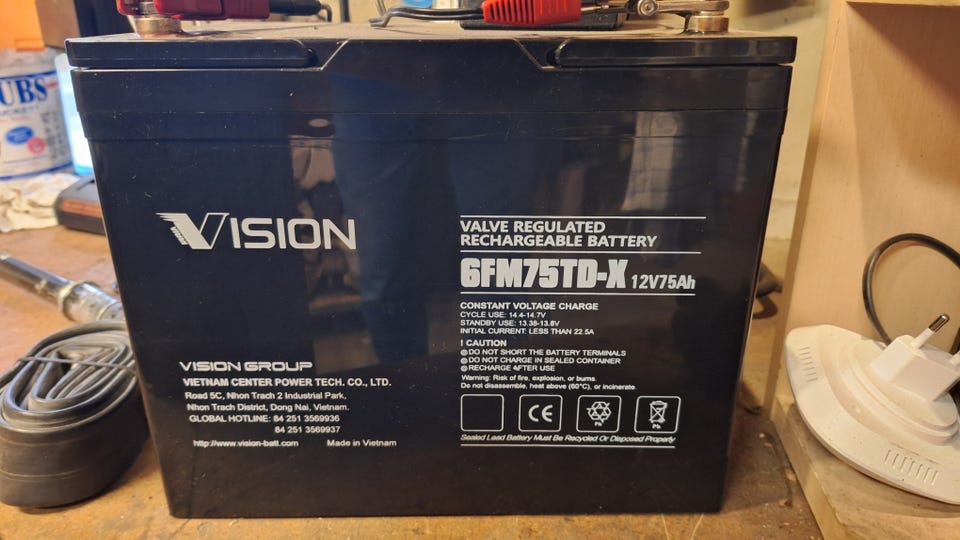 UBS
VISION
VALVE REGULATED
RECHARGEABLE BATTERY
6FM75TD-X 12V75Ah
CONSTANT VOLTAGE CHARGE
CYCLE USE: 14.4-14.7V
STANDBY USE: 13.38-13.8V
INITIAL CURRENT: LESS THAN 22.5A
! CAUTION
DO NOT SHORT THE BATTERY TERMINALS
DO NOT CHARGE IN SEALED CONTAINER
RECHARGE AFTER USE
Warning: Risk of fire, explosion, or burns.
Do not disassemble, heat above (60°C), or incinerate
CE
Pb
Pb
Sealed Lead Battery Must Be Recycled Or Disposed Properly
VISION GROUP
VIETNAM CENTER POWER TECH. CO., LTD.
Road 5C, Nhon Trach 2 Industrial Park,
Nhon Trach District, Dong Nai, Vietnam.
GLOBAL HOTLINE: 84 251 3569936
84 251 3569937
http://www.vision-batt.com Made in Vietnam